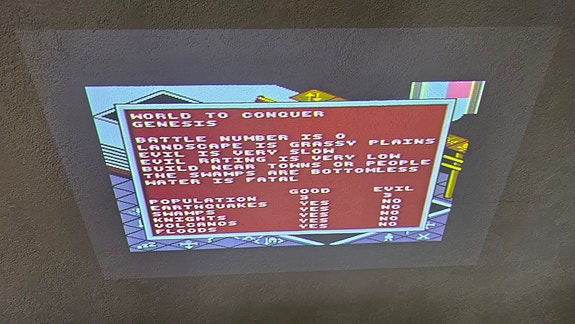 WORLD TO CONQUER
GENESIS
BATTLE NUMBER IS 0
LANDSCAPE IS GRASSY PLAINS
EVIL IS VERY SLOW
EVIL RATING IS VERY LOW
BUILD NEAR TOWNS OR PEOPLE
THE SWAMPS ARE BOTTOMLESS
WATER IS FATAL
GOOD EVIL
POPULATION 3 3
EARTHQUAKES YES NO
SWAMPS YES NO
KNIGHTS YES NO
VOLCANOS YES NO
FLOODS YES NO